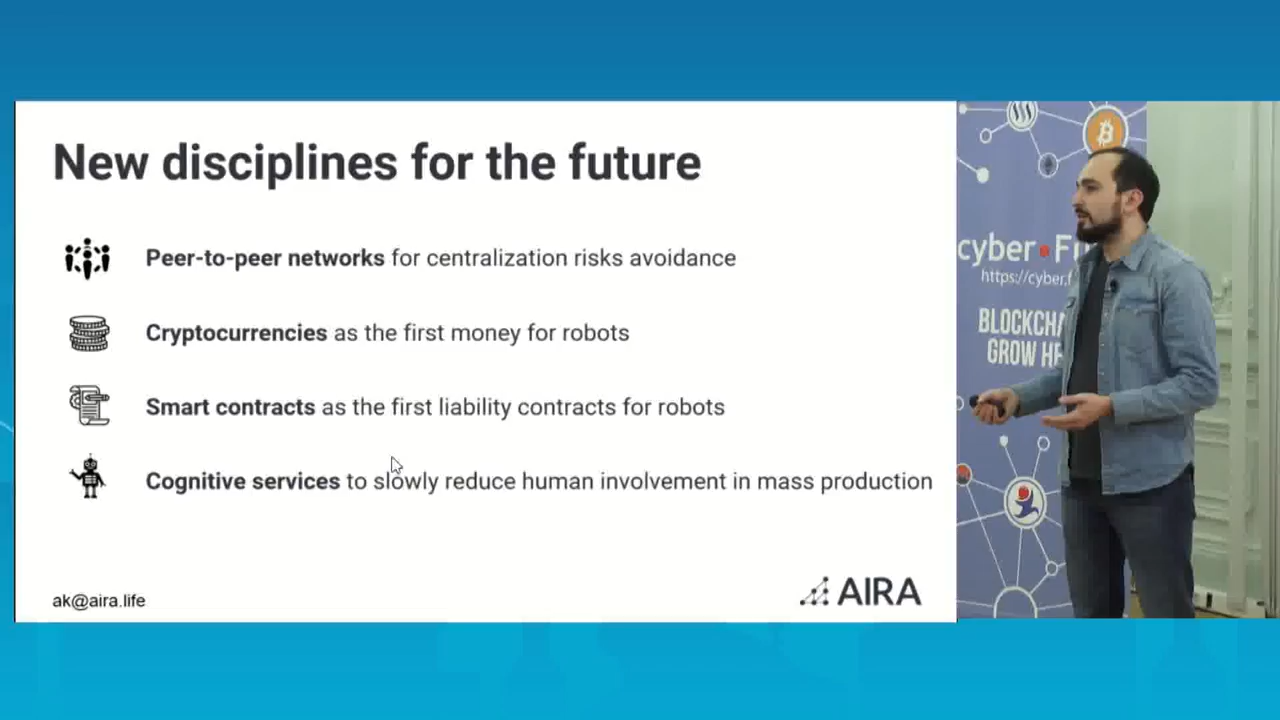 New disciplines for the future
Peer-to-peer networks for centralization risks avoidance
Cryptocurrencies as the first money for robots
Smart contracts as the first liability contracts for robots
Cognitive services to slowly reduce human involvement in mass production
ak@aira.life
AIRA
cyber•F
https://cyber.f
BLOCKCHA
GROW HE